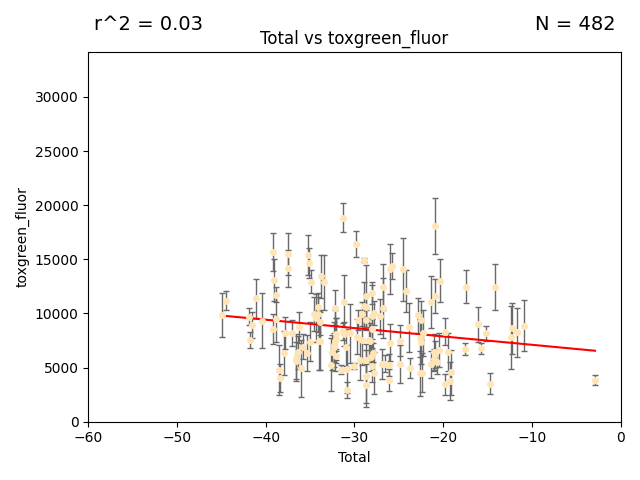 r^2 = 0.03
N = 482
Total vs toxgreen_fluor
30000
25000
20000
15000
10000
5000
0
toxgreen_fluor
−60
−50
−40
−30
−20
−10
0
Total